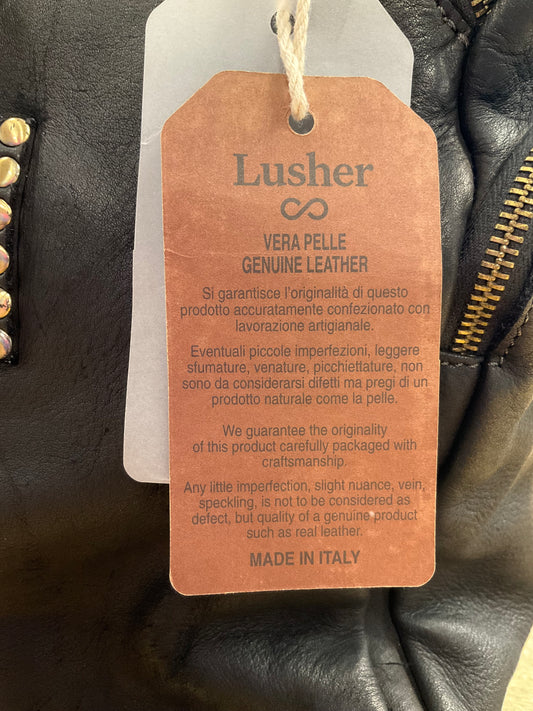 Lusher
VERA PELLE
GENUINE LEATHER
Si garantisce l'originalità di questo
prodotto accuratamente confezionato con
lavorazione artigianale.
Eventuali piccole imperfezioni, leggere
sfumature, venature, picchiettature, non
sono da considerarsi difetti ma pregi di un
prodotto naturale come la pelle.
We guarantee the originality
of this product carefully packaged with
craftsmanship.
Any little imperfection, slight nuance, vein,
speckling, is not to be considered as
defect, but quality of a genuine product
such as real leather.
MADE IN ITALY